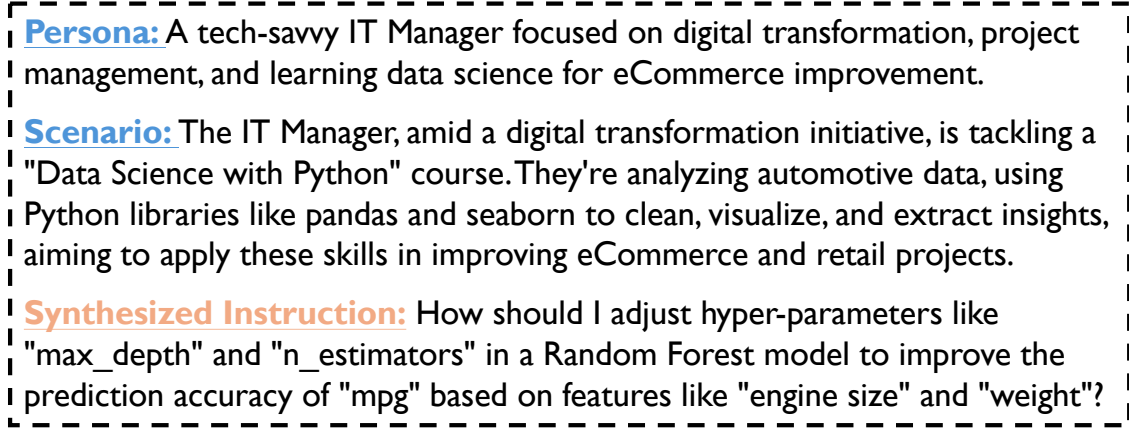 Persona: A tech-savvy IT Manager focused on digital transformation, project
management, and learning data science for eCommerce improvement.
Scenario: The IT Manager, amid a digital transformation initiative, is tackling a
"Data Science with Python" course. They're analyzing automotive data, using
Python libraries like pandas and seaborn to clean, visualize, and extract insights,
aiming to apply these skills in improving eCommerce and retail projects.
Synthesized Instruction: How should I adjust hyper-parameters like
"max_depth" and "n_estimators" in a Random Forest model to improve the
prediction accuracy of "mpg" based on features like "engine size" and "weight"?